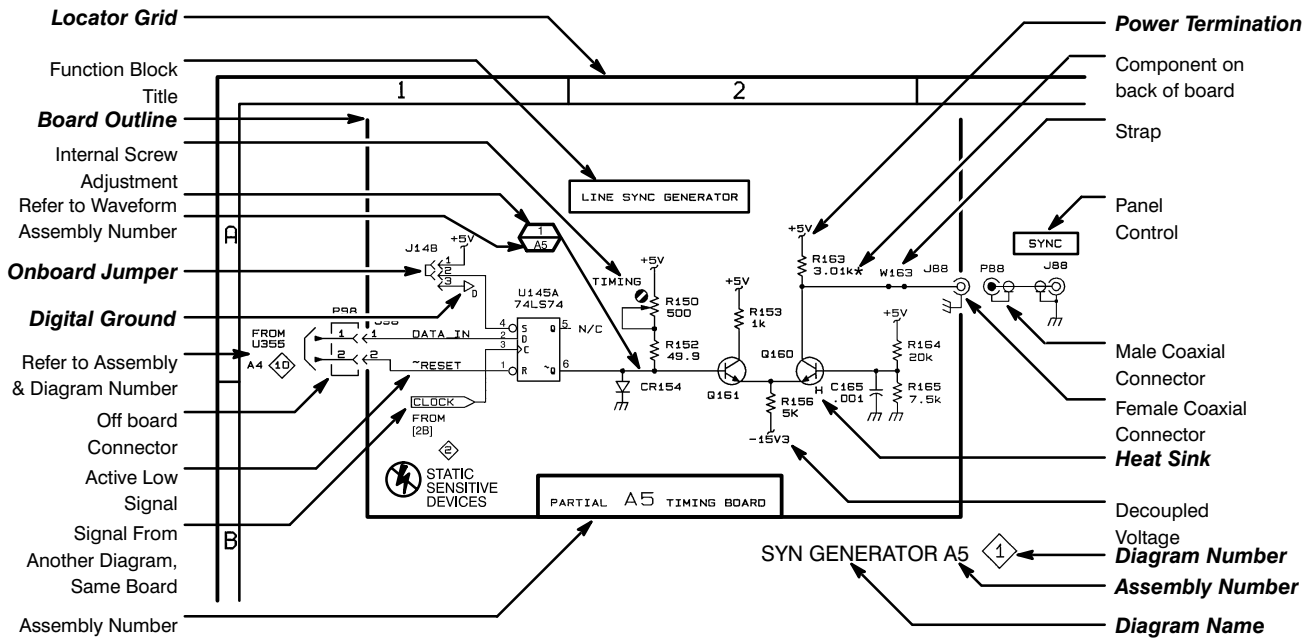 Locator Grid
Function Block
Title
Board Outline
Internal Screw
Adjustment
Refer to Waveform
Assembly Number
Onboard Jumper
Digital Ground
Refer to Assembly
& Diagram Number
Off board
Connector
Active Low
Signal
Signal From
Another Diagram,
Same Board
Assembly Number
1
2
A
B
LINE SYNC GENERATOR
1
A5
J148
+5V
1
2
3
D
TIMING
+5V
R150
500
R152
49.9
U145A
74LS74
4
S
Q
5
N/C
2
D
3
C
1
R
~Q
6
P98
J98
FROM
U355
A4
10
1
1
DATA_IN
2
2
~RESET
CLOCK
FROM
[2B]
2
CR154
+5V
R153
1k
Q161
Q160
H
+5V
R163
3.01k*
W163
R156
5K
-15V3
C165
.001
+5V
R164
20k
R165
7.5k
J88
P88
J88
SYNC
STATIC
SENSITIVE
DEVICES
PARTIAL A5 TIMING BOARD
SYN GENERATOR A5
1
Power Termination
Component on
back of board
Strap
Panel
Control
Male Coaxial
Connector
Female Coaxial
Connector
Heat Sink
Decoupled
Voltage
Diagram Number
Assembly Number
Diagram Name